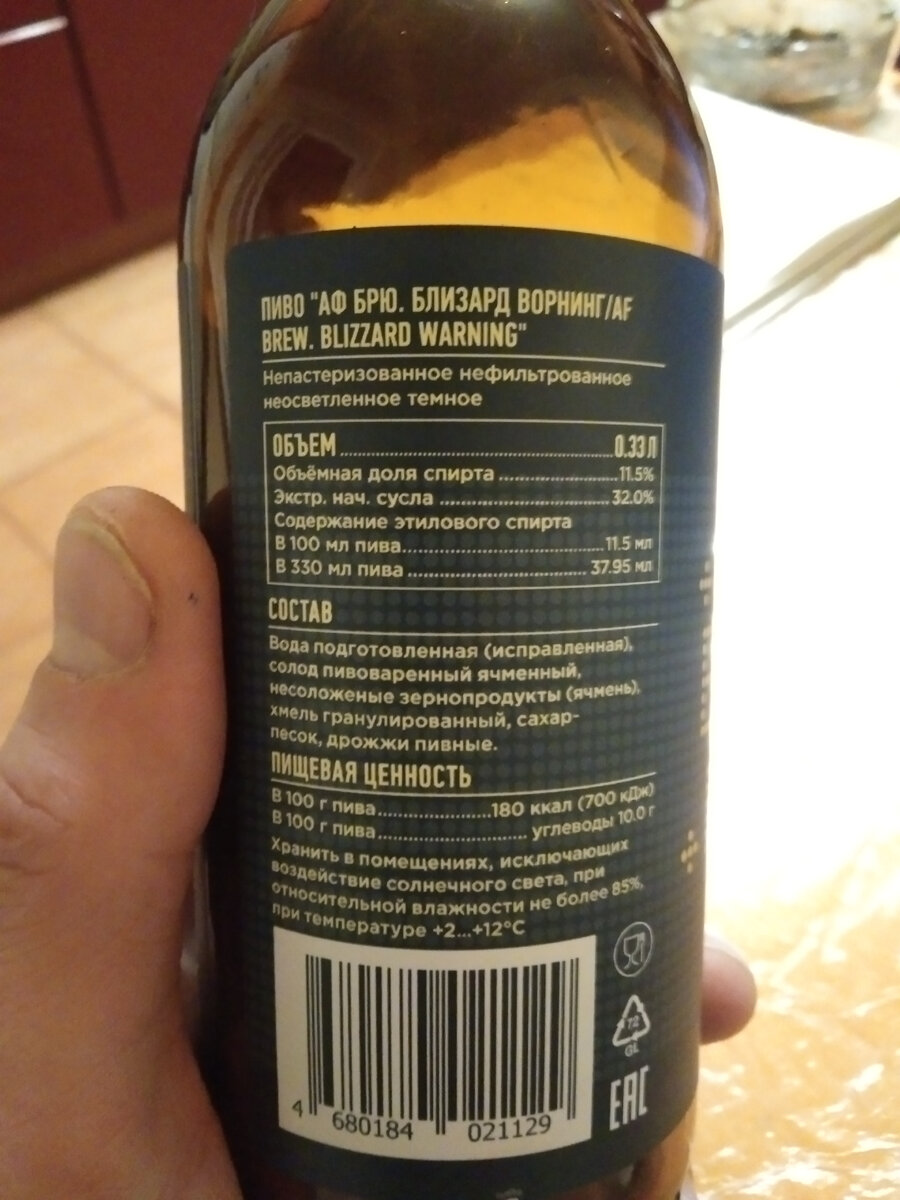 ПИВО "АФ БРЮ. БЛИЗАРД ВОРНИНГ/AF
BREW. BLIZZARD WARNING"
Непастеризованное нефильтрованное
неосветленное темное
ОБЪЕМ........................................0.33 Л
Объёмная доля спирта..................11.5%
Экстр. нач. сусла..........................32.0%
Содержание этилового спирта
В 100 мл пива..............................11.5 мл
В 330 мл пива...........................37.95 мл
СОСТАВ
Вода подготовленная (исправленная),
солод пивоваренный ячменный,
несоложеные зернопродукты (ячмень),
хмель гранулированный, сахар-
песок, дрожжи пивные.
ПИЩЕВАЯ ЦЕННОСТЬ
В 100 г пива.................180 ккал (700 кДж)
В 100 г пива......................углеводы 10.0 г
Хранить в помещениях, исключающих
воздействие солнечного света, при
относительной влажности не более 85%,
при температуре +2...+12°С
72
GL
EAC
4 680184 021129